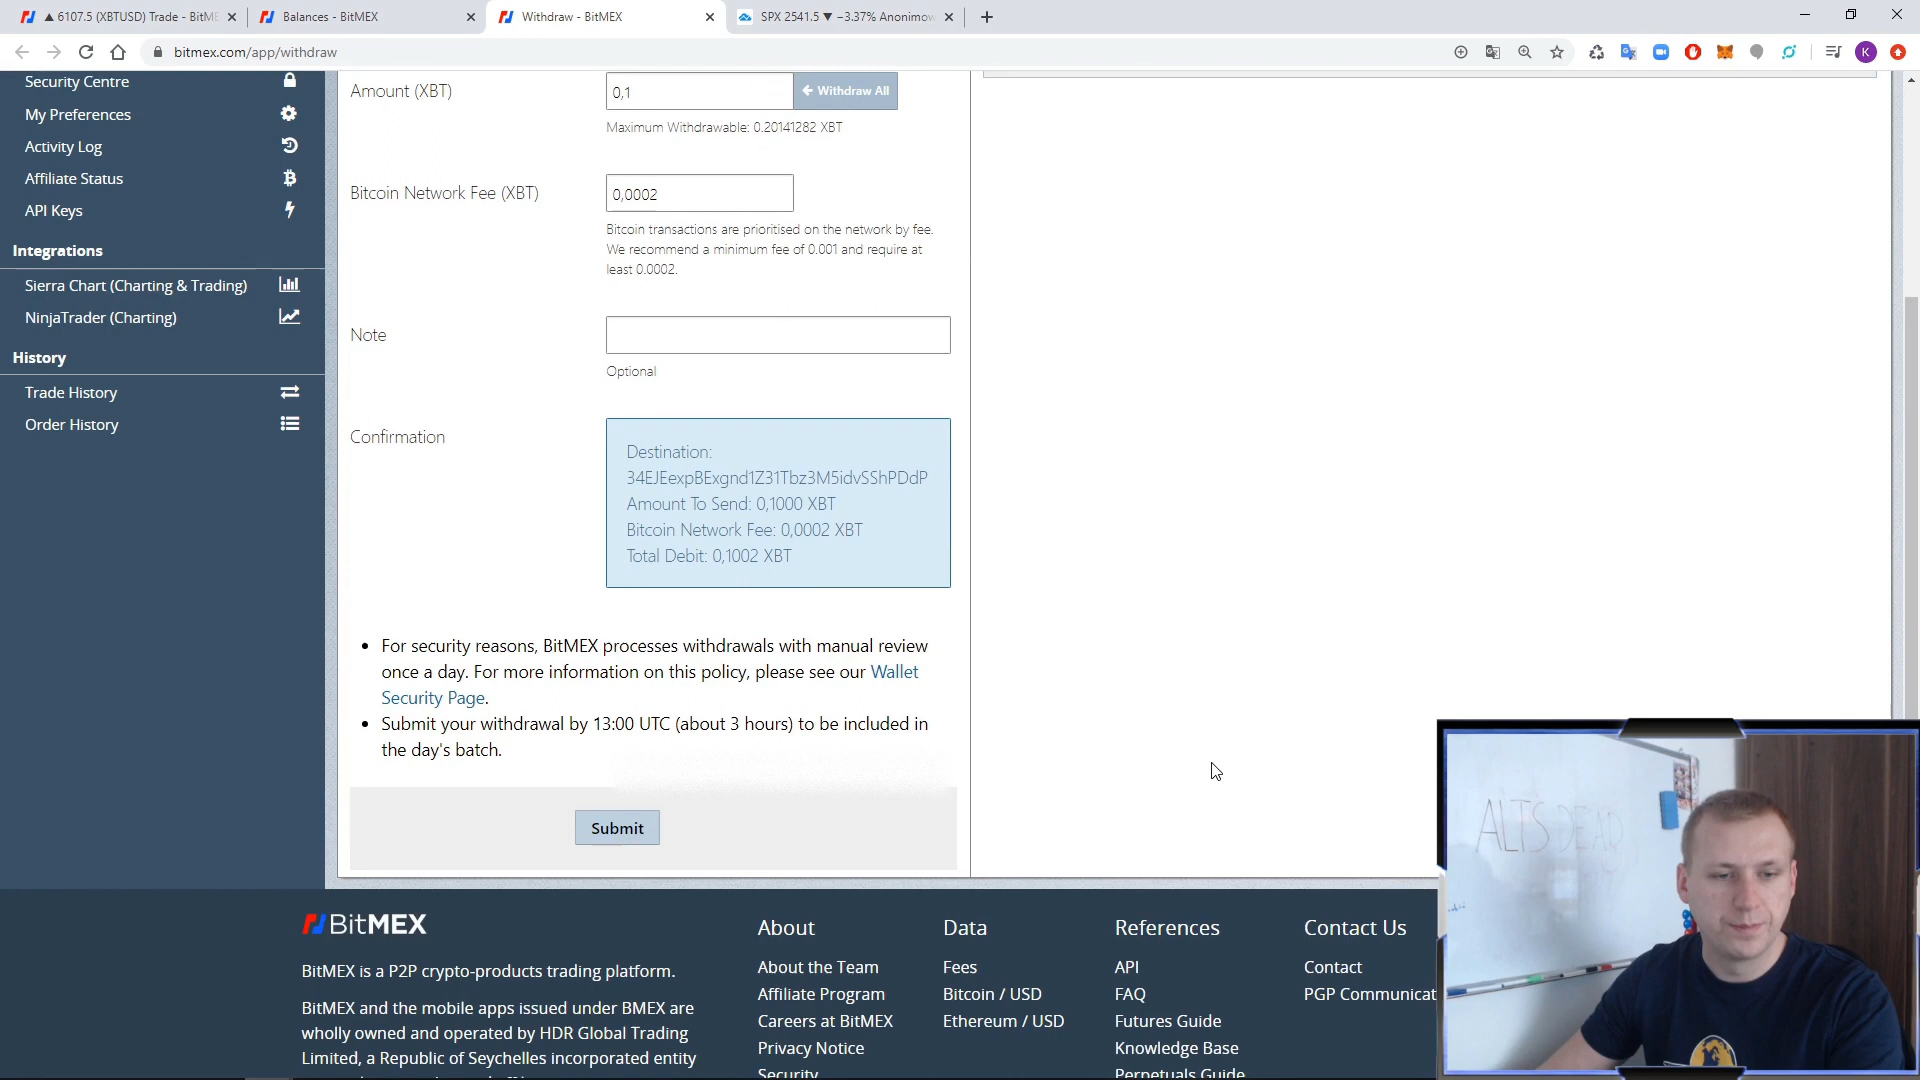 ▲ 6107.5 (XBTUSD) Trade - BitME
Balances - BitMEX
Withdraw - BitMEX
SPX 2541.5 ▼ −3.37% Anonimow
bitmex.com/app/withdraw
K
Security Centre
My Preferences
Activity Log
Affiliate Status
API Keys
Integrations
Sierra Chart (Charting & Trading)
NinjaTrader (Charting)
History
Trade History
Order History
Amount (XBT)
0,1
Withdraw All
Maximum Withdrawable: 0.20141282 XBT
Bitcoin Network Fee (XBT)
0,0002
Bitcoin transactions are prioritised on the network by fee.
We recommend a minimum fee of 0.001 and require at
least 0.0002.
Note
Optional
Confirmation
Destination:
34EJEexpBExgnd1Z31Tbz3M5idvSShPDdP
Amount To Send: 0,1000 XBT
Bitcoin Network Fee: 0,0002 XBT
Total Debit: 0,1002 XBT
• For security reasons, BitMEX processes withdrawals with manual review
once a day. For more information on this policy, please see our Wallet
Security Page.
• Submit your withdrawal by 13:00 UTC (about 3 hours) to be included in
the day's batch.
Submit
ALTS DEAD
BitMEX
BitMEX is a P2P crypto-products trading platform.
BitMEX and the mobile apps issued under BMEX are
wholly owned and operated by HDR Global Trading
Limited, a Republic of Seychelles incorporated entity
About
About the Team
Affiliate Program
Careers at BitMEX
Privacy Notice
Security
Data
Fees
Bitcoin / USD
Ethereum / USD
References
API
FAQ
Futures Guide
Knowledge Base
Perpetuals Guide
Contact Us
Contact
PGP Communicat